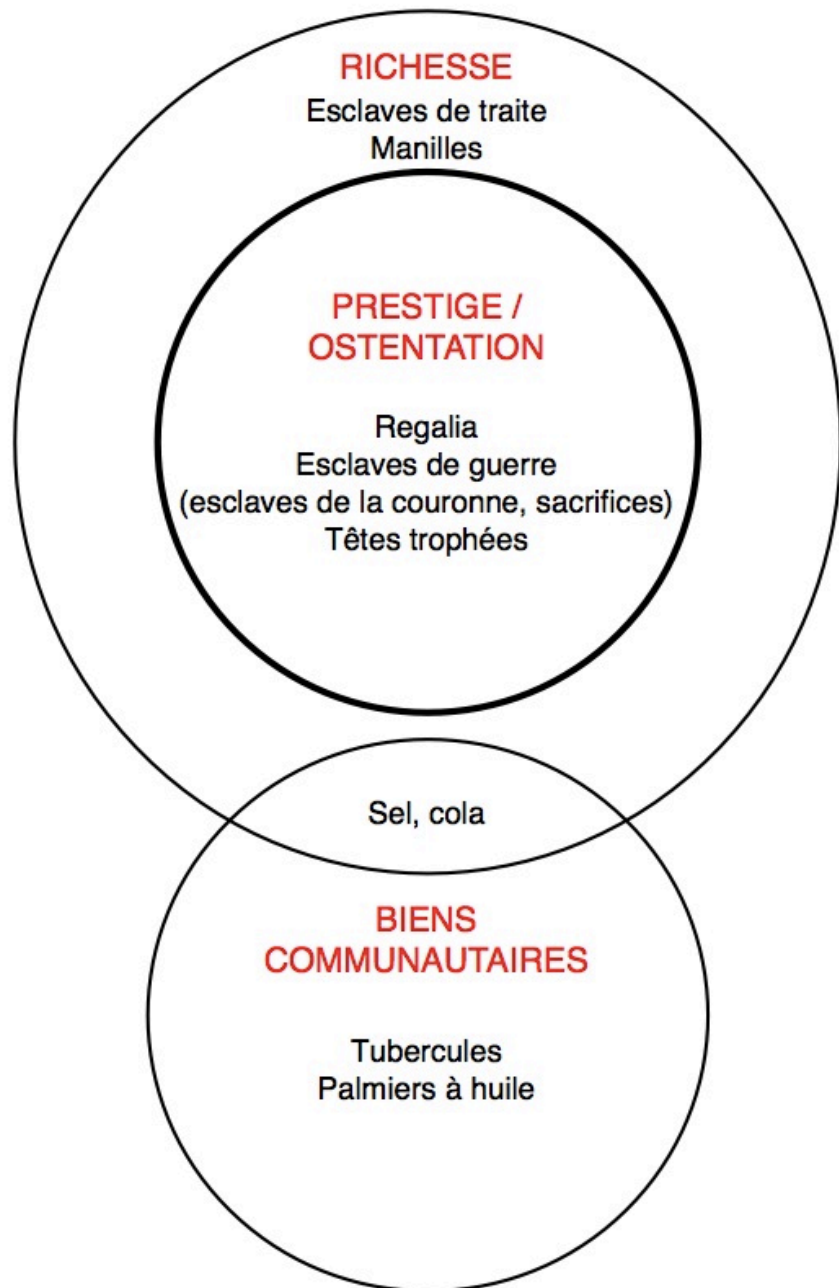 RICHESSE
Esclaves de traite
Manilles
PRESTIGE /
OSTENTATION
Regalia
Esclaves de guerre
(esclaves de la couronne, sacrifices)
Têtes trophées
Sel, cola
BIENS
COMMUNAUTAIRES
Tubercules
Palmiers à huile